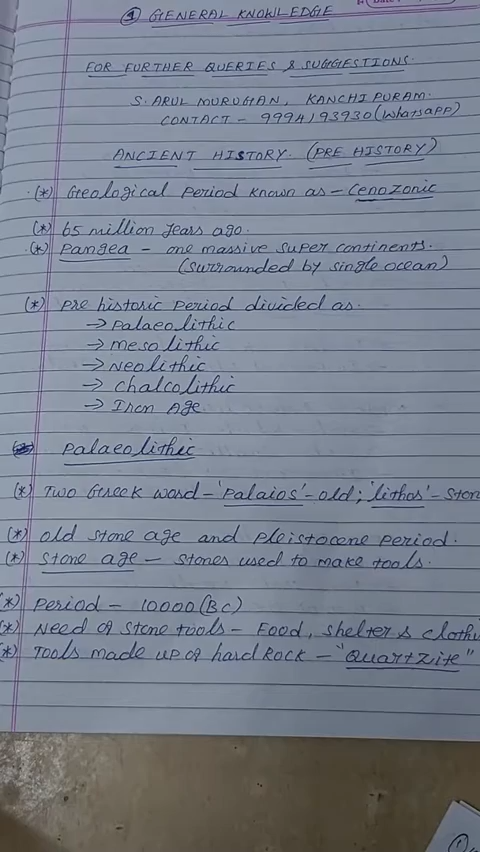 ① GENERAL KNOWLEDGE
FOR FURTHER QUERIES & SUGGESTIONS
S. ARUL MURUGAN, KANCHIPURAM.
CONTACT - 9994193930 (WhatsAPP)
ANCIENT HISTORY. (PRE HISTORY)
(*) Geological Period known as - Cenozonic
(*) 65 million years ago.
(*) Pangea - one massive super continents.
(surrounded by single ocean)
(*) Pre historic period divided as.
→ Palaeolithic
→ mesolithic
→ Neolithic
→ Chalcolithic
→ Iron Age
Palaeolithic
(*) Two Greek word - 'Palaios' - old; 'lithos' - Ston
(*) old stone age and Pleistocene Period.
(*) Stone age - stones used to make tools.
(*) Period - 10000 (BC)
(*) Need of stone tools - Food, shelter & clothi
(*) Tools made up of hard Rock - "Quartzite"